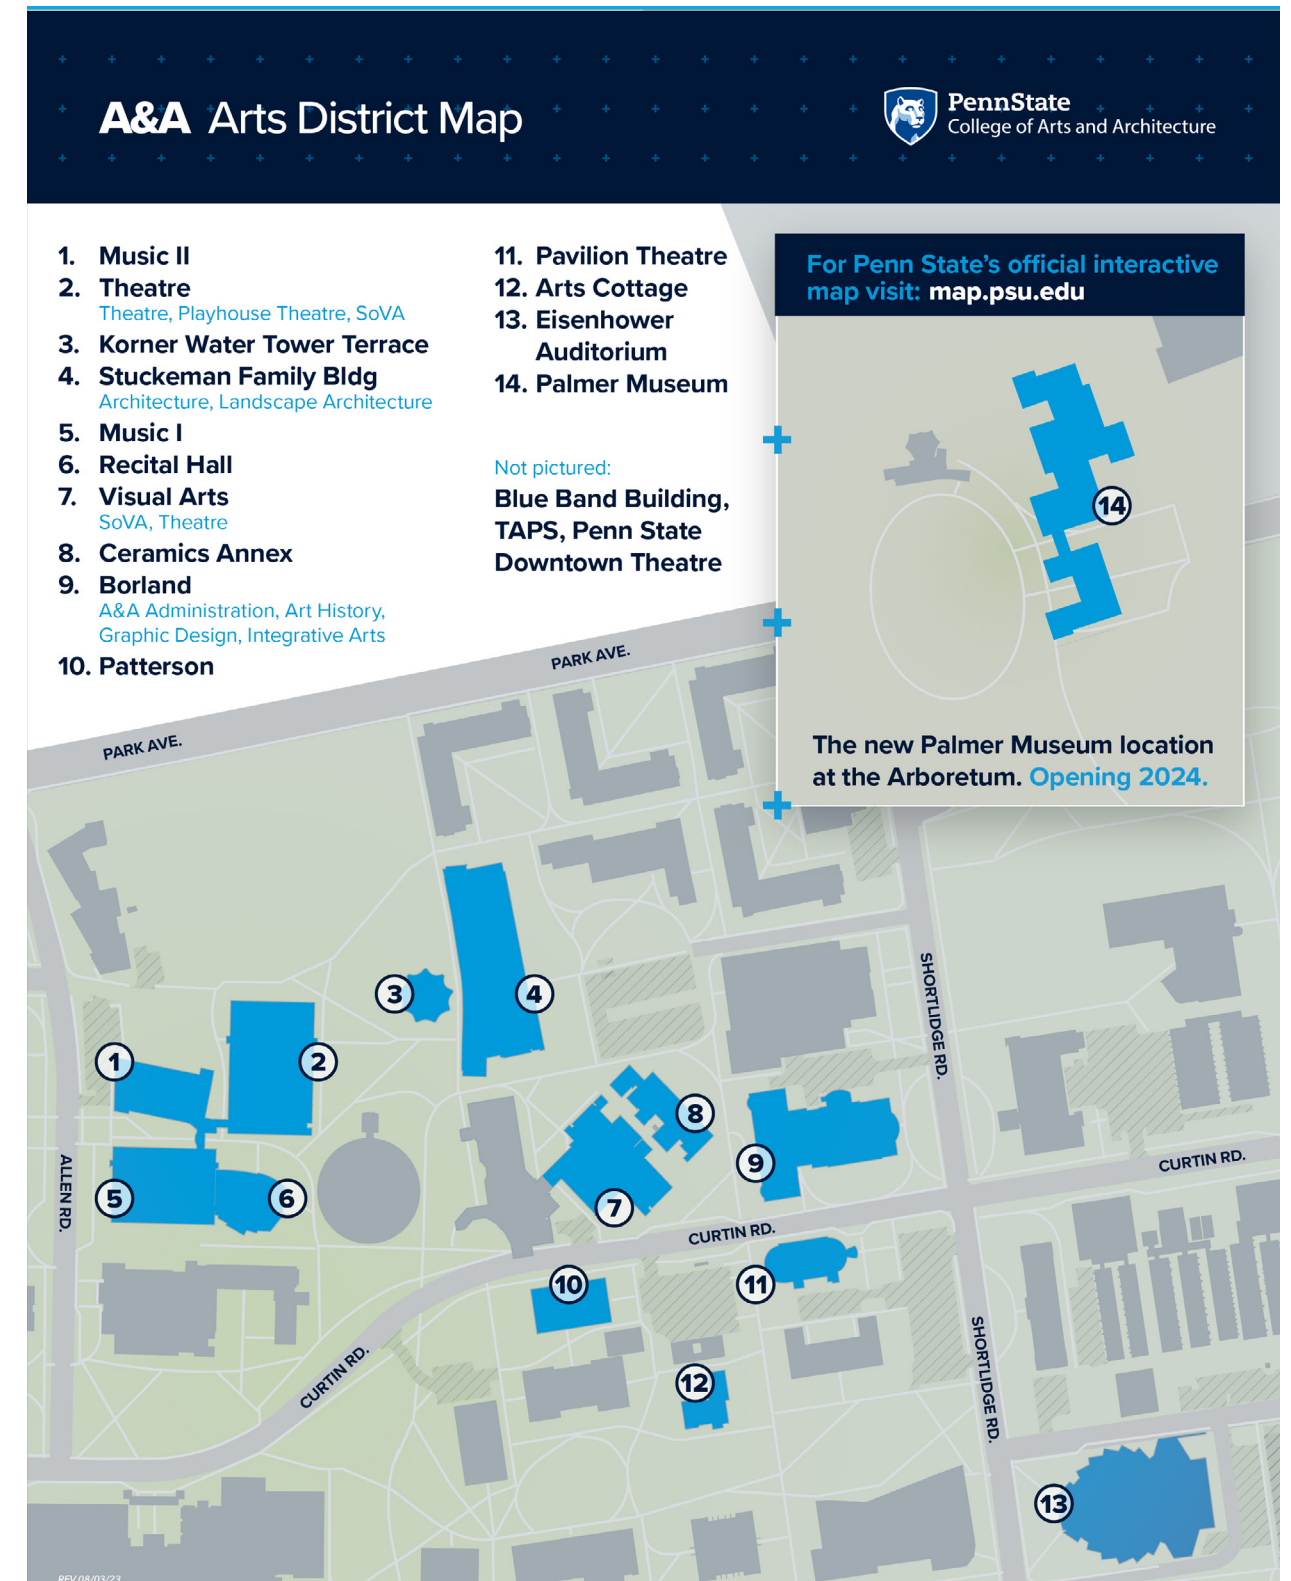 A&A Arts District Map
PennState
College of Arts and Architecture
1. Music II
2. Theatre
Theatre, Playhouse Theatre, SoVA
3. Korner Water Tower Terrace
4. Stuckeman Family Bldg
Architecture, Landscape Architecture
5. Music I
6. Recital Hall
7. Visual Arts
SoVA, Theatre
8. Ceramics Annex
9. Borland
A&A Administration, Art History,
Graphic Design, Integrative Arts
10. Patterson
11. Pavilion Theatre
12. Arts Cottage
13. Eisenhower
Auditorium
14. Palmer Museum
Not pictured:
Blue Band Building,
TAPS, Penn State
Downtown Theatre
For Penn State's official interactive
map visit: map.psu.edu
14
The new Palmer Museum location
at the Arboretum. Opening 2024.
PARK AVE.
PARK AVE.
3
4
SHORTLIDGE RD.
1
2
8
9
CURTIN RD.
ALLEN RD.
5
6
7
CURTIN RD.
10
11
SHORTLIDGE RD.
CURTIN RD.
12
13
REV 08/03/23